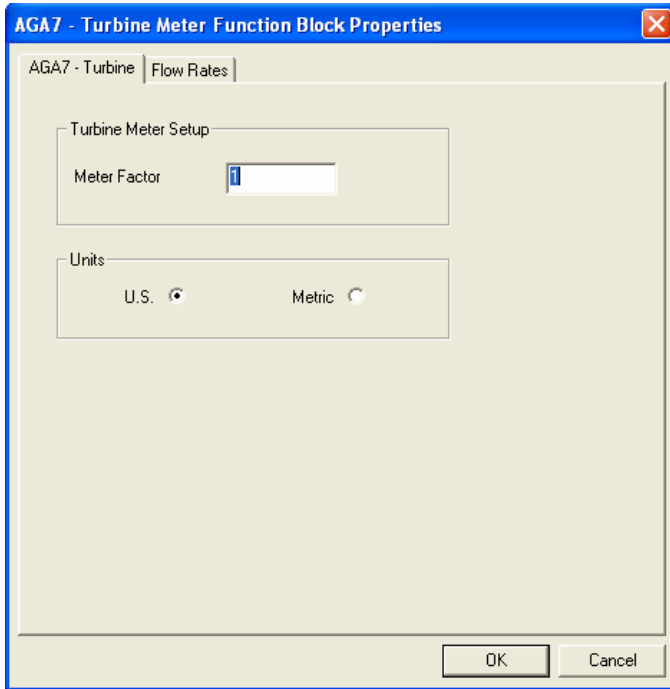 AGA7 - Turbine Meter Function Block Properties
AGA7 - Turbine Flow Rates
Turbine Meter Setup
Meter Factor 1
Units
U.S. Metric
OK Cancel